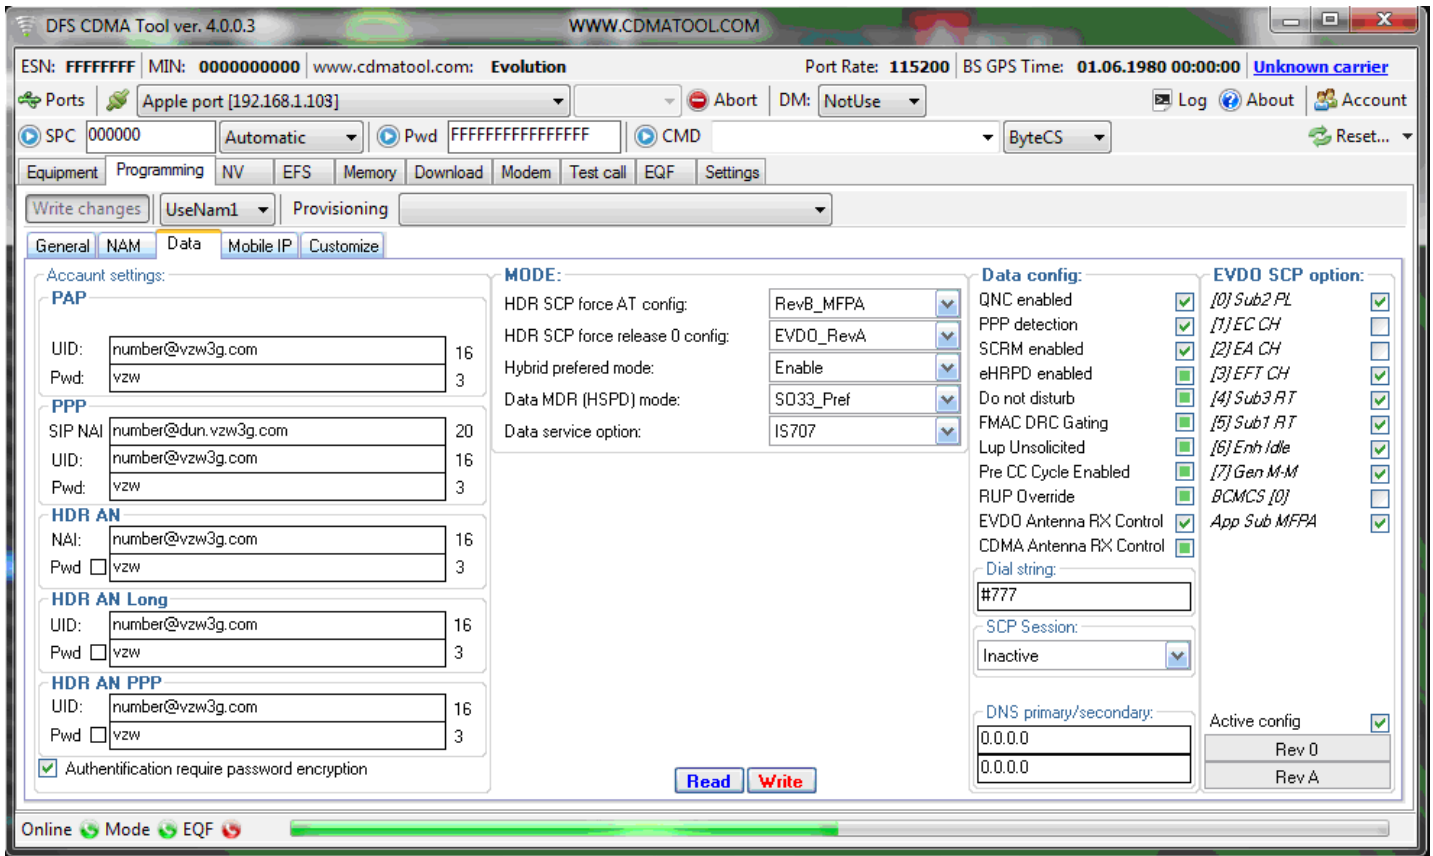 DFS CDMA Tool ver. 4.0.0.3 WWW.CDMATOOL.COM
ESN: FFFFFFFF MIN: 0000000000 www.cdmatool.com: Evolution Port Rate: 115200 BS GPS Time: 01.06.1980 00:00:00 Unknown carrier
Ports Apple port [192.168.1.103] Abort DM: NotUse Log About Account
SPC 000000 Automatic Pwd FFFFFFFFFFFFFFFF CMD ByteCS Reset...
Equipment Programming NV EFS Memory Download Modem Test call EQF Settings
Write changes UseNam1 Provisioning
General NAM Data Mobile IP Customize
Accaunt settings:
PAP
UID: number@vzw3g.com 16
Pwd: vzw 3
PPP
SIP NAI number@dun.vzw3g.com 20
UID: number@vzw3g.com 16
Pwd: vzw 3
HDR AN
NAI: number@vzw3g.com 16
Pwd vzw 3
HDR AN Long
UID: number@vzw3g.com 16
Pwd vzw 3
HDR AN PPP
UID: number@vzw3g.com 16
Pwd vzw 3
Authentification require password encryption
MODE:
HDR SCP force AT config: RevB_MFPA
HDR SCP force release 0 config: EVDO_RevA
Hybrid prefered mode: Enable
Data MDR (HSPD) mode: SO33_Pref
Data service option: IS707
Read Write
Data config:
QNC enabled
PPP detection
SCRM enabled
eHRPD enabled
Do not disturb
FMAC DRC Gating
Lup Unsolicited
Pre CC Cycle Enabled
RUP Override
EVDO Antenna RX Control
CDMA Antenna RX Control
Dial string:
#777
SCP Session:
Inactive
DNS primary/secondary:
0.0.0.0
0.0.0.0
EVDO SCP option:
[0] Sub2 PL
[1] EC CH
[2] EA CH
[3] EFT CH
[4] Sub3 RT
[5] Sub1 RT
[6] Enh Idle
[7] Gen M-M
BCMCS [0]
App Sub MFPA
Active config
Rev 0
Rev A
Online Mode EQF